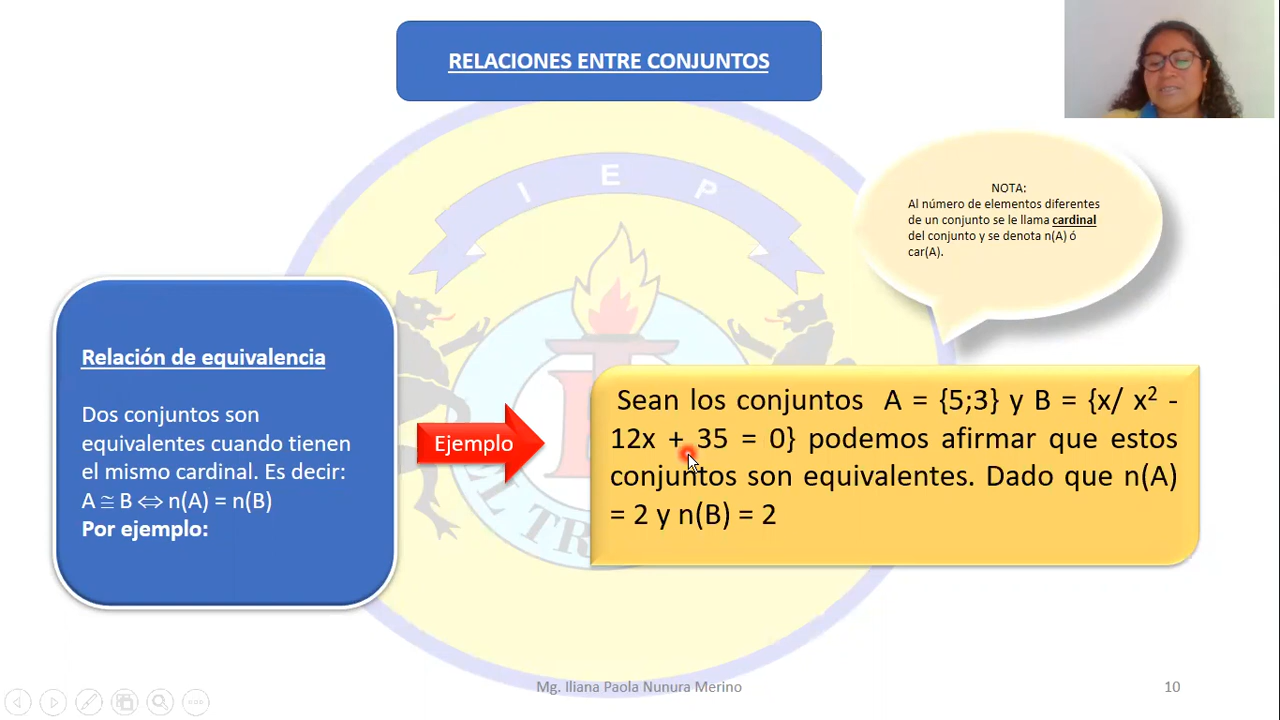 RELACIONES ENTRE CONJUNTOS
I E P
NOTA:
Al número de elementos diferentes
de un conjunto se le llama cardinal
del conjunto y se denota n(A) ó
car(A).
Relación de equivalencia
Dos conjuntos son
equivalentes cuando tienen
el mismo cardinal. Es decir:
A ≅ B ⇔ n(A) = n(B)
Por ejemplo:
Ejemplo
Sean los conjuntos A = {5;3} y B = {x/ x² -
12x + 35 = 0} podemos afirmar que estos
conjuntos son equivalentes. Dado que n(A)
= 2 y n(B) = 2
Mg. Iliana Paola Nunura Merino
10